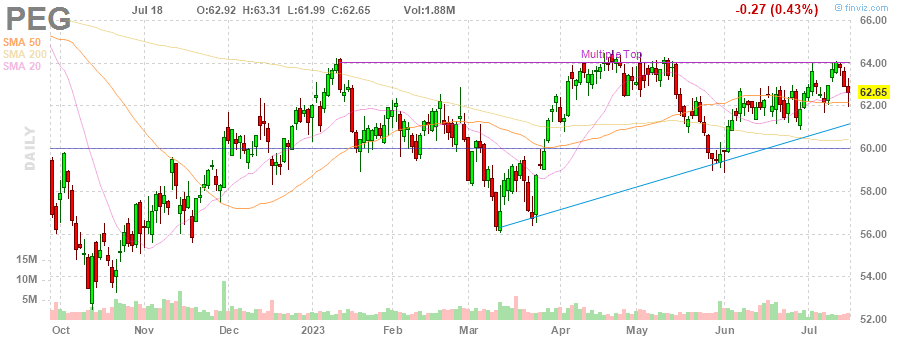 PEG Jul 18 O:62.92 H:63.31 L:61.99 C:62.65 Vol:1.88M -0.27 (0.43%) @ finviz.com
SMA 50
SMA 200
SMA 20
DAILY
Multiple Top
66.00
64.00
62.65
62.00
60.00
58.00
56.00
54.00
52.00
15M
10M
5M
Oct Nov Dec 2023 Feb Mar Apr May Jun Jul